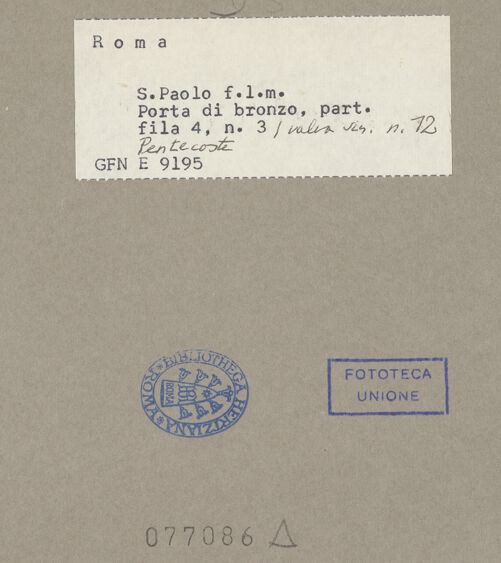 Roma
S.Paolo f.l.m.
Porta di bronzo, part.
fila 4, n. 3 / valva sin. n. 12
Pentecoste
GFN E 9195
BIBLIOTHECA HERTZIANA * ROMA *
ROMA
FOTOTECA
UNIONE
077086 Δ